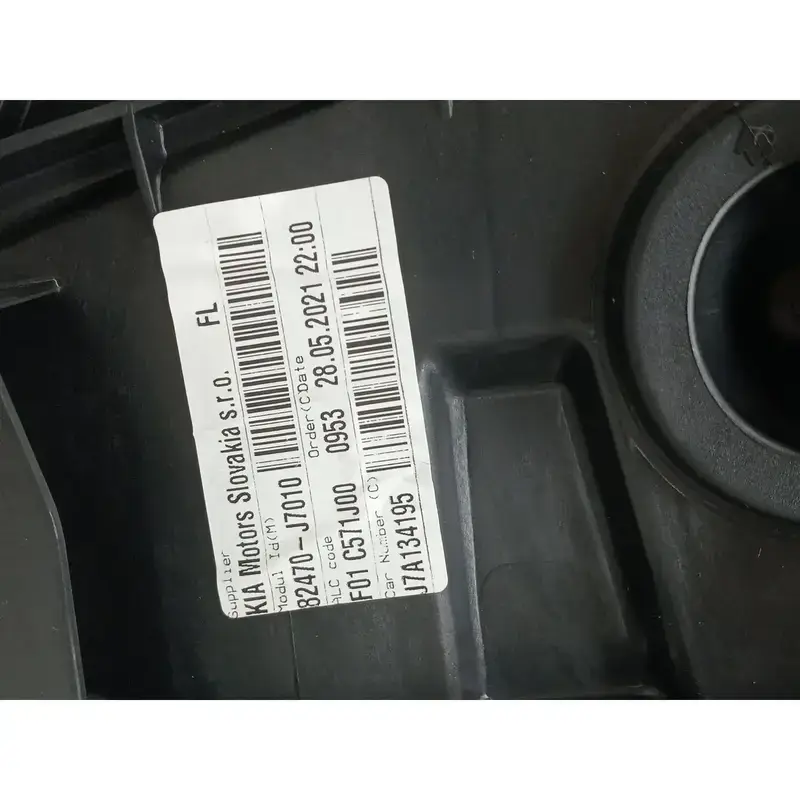 Supplier
KIA Motors Slovakia s.r.o. FL
Modul Id(M)
82470-J7010
ALC code Order(C Date
F01 C571J00 0953 28.05.2021 22:00
Car Number (C)
J7A134195